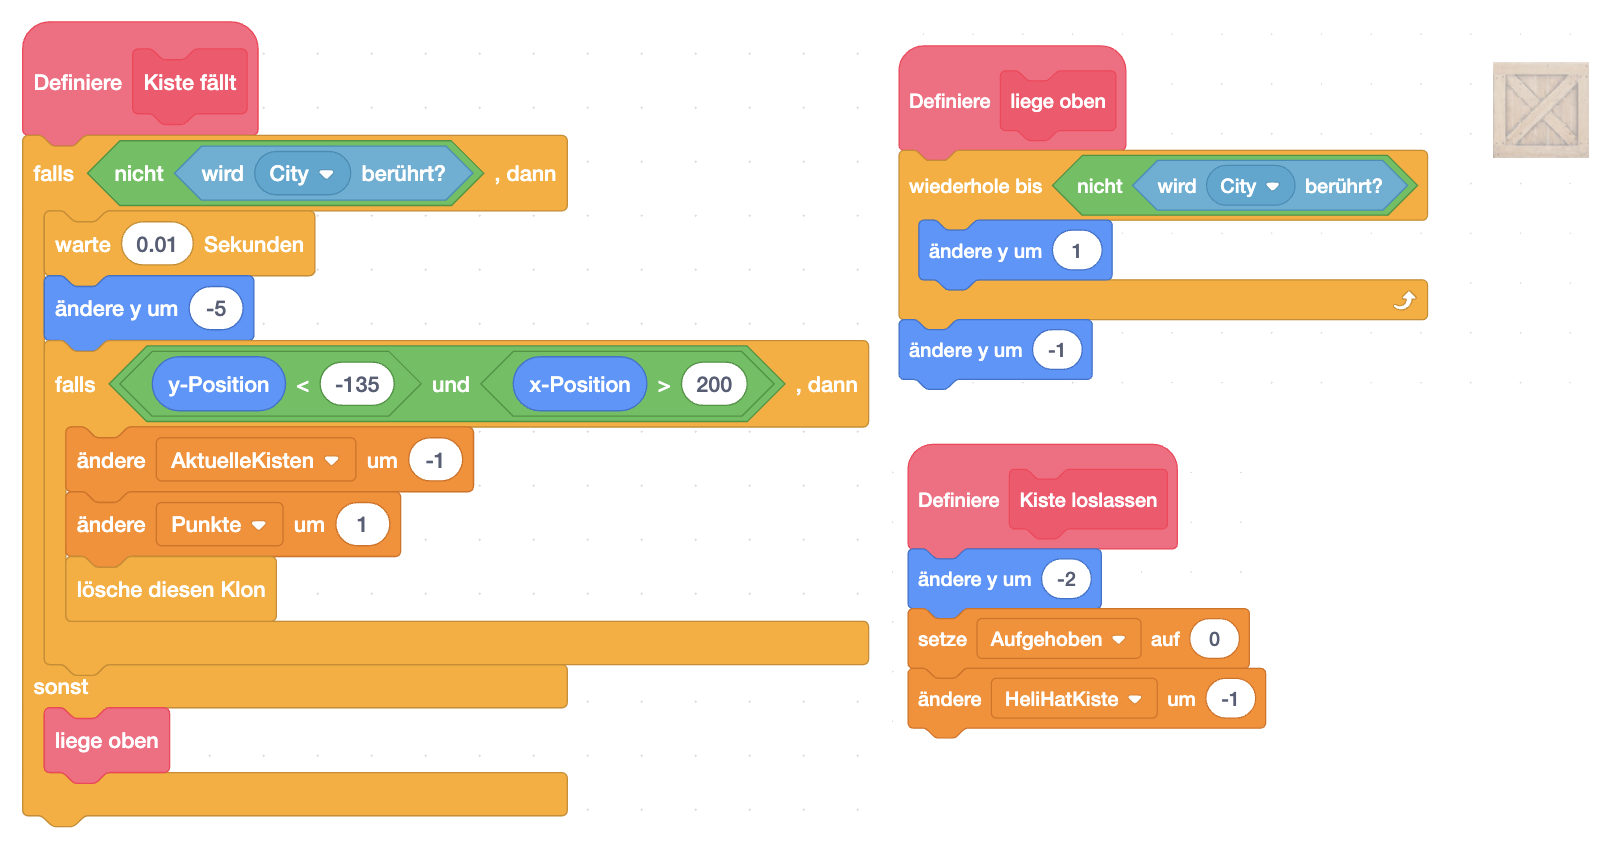 Definiere Kiste fällt
falls nicht wird City berührt? , dann
warte 0.01 Sekunden
ändere y um -5
falls y-Position < -135 und x-Position > 200 , dann
ändere AktuelleKisten um -1
ändere Punkte um 1
lösche diesen Klon
sonst
liege oben
Definiere liege oben
wiederhole bis nicht wird City berührt?
ändere y um 1
ändere y um -1
Definiere Kiste loslassen
ändere y um -2
setze Aufgehoben auf 0
ändere HeliHatKiste um -1